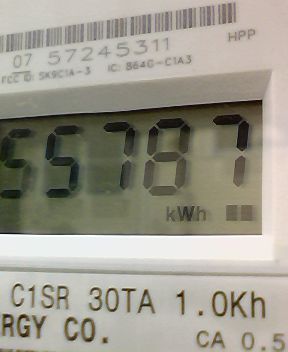 07 57245311 HPP
FCC ID: SK9C1A-3 IC: 864G-C1A3
55787
kWh
C1SR 30TA 1.0Kh
RGY CO. CA 0.5